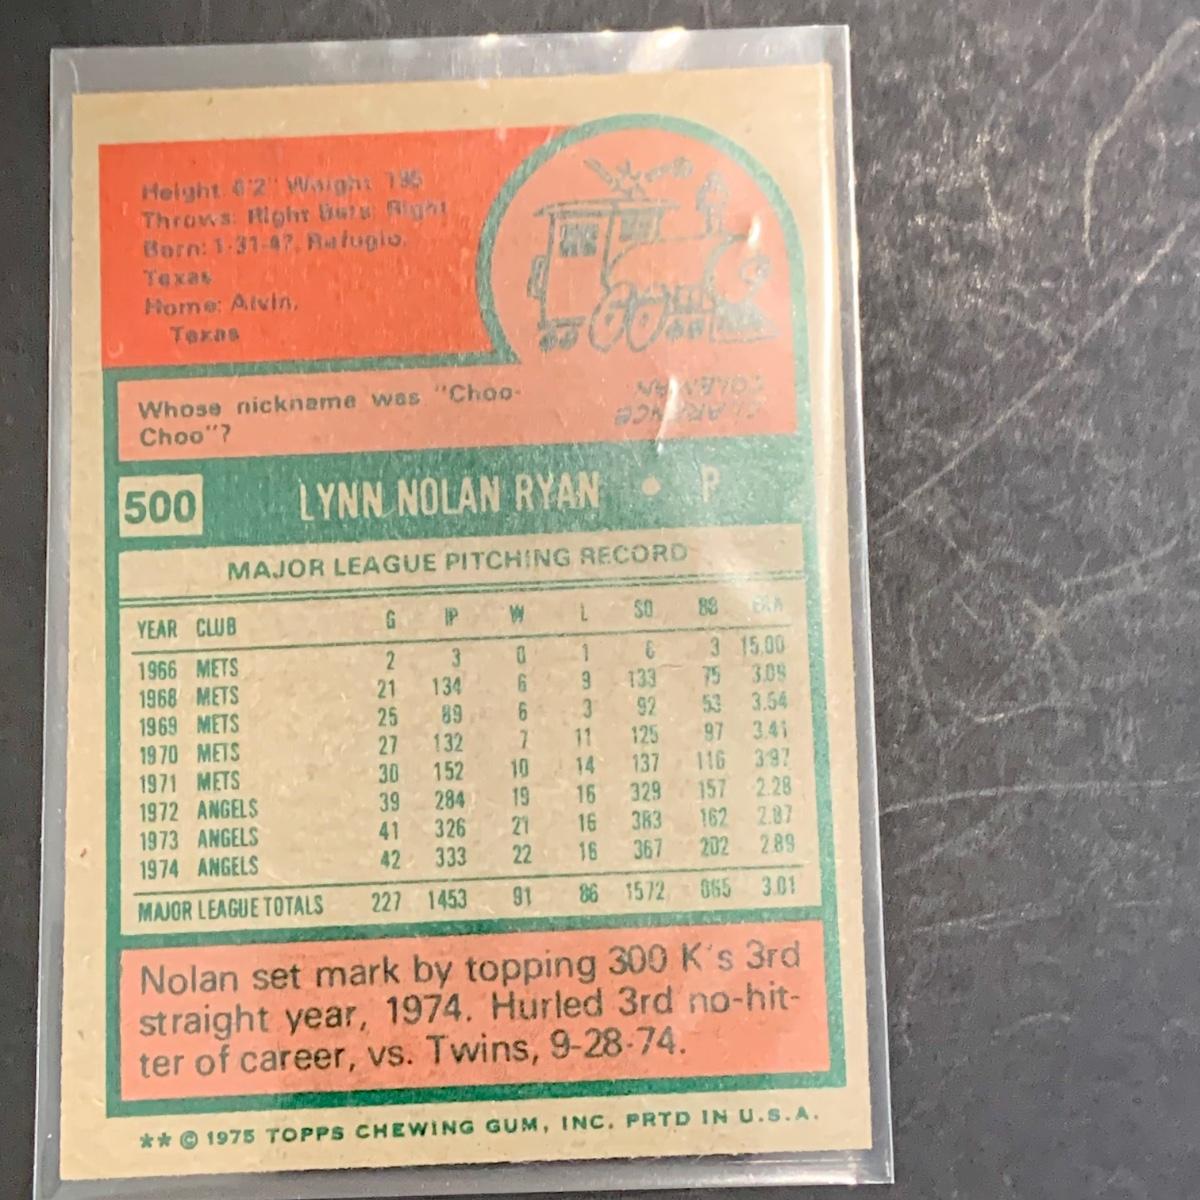 Height: 6'2" Weight: 195
Throws: Right Bats: Right
Born: 1-31-47, Refugio,
Texas
Home: Alvin,
Texas
Whose nickname was "Choo-
Choo"?
CLARENCE
COLEMAN
500 LYNN NOLAN RYAN • P
MAJOR LEAGUE PITCHING RECORD
YEAR CLUB G IP W L SO BB ERA
1966 METS 2 3 0 1 6 3 15.00
1968 METS 21 134 6 9 133 75 3.09
1969 METS 25 89 6 3 92 53 3.54
1970 METS 27 132 7 11 125 97 3.41
1971 METS 30 152 10 14 137 116 3.97
1972 ANGELS 39 284 19 16 329 157 2.28
1973 ANGELS 41 326 21 16 383 162 2.87
1974 ANGELS 42 333 22 16 367 202 2.89
MAJOR LEAGUE TOTALS 227 1453 91 86 1572 865 3.01
Nolan set mark by topping 300 K's 3rd
straight year, 1974. Hurled 3rd no-hit-
ter of career, vs. Twins, 9-28-74.
** © 1975 TOPPS CHEWING GUM, INC. PRTD IN U.S.A.